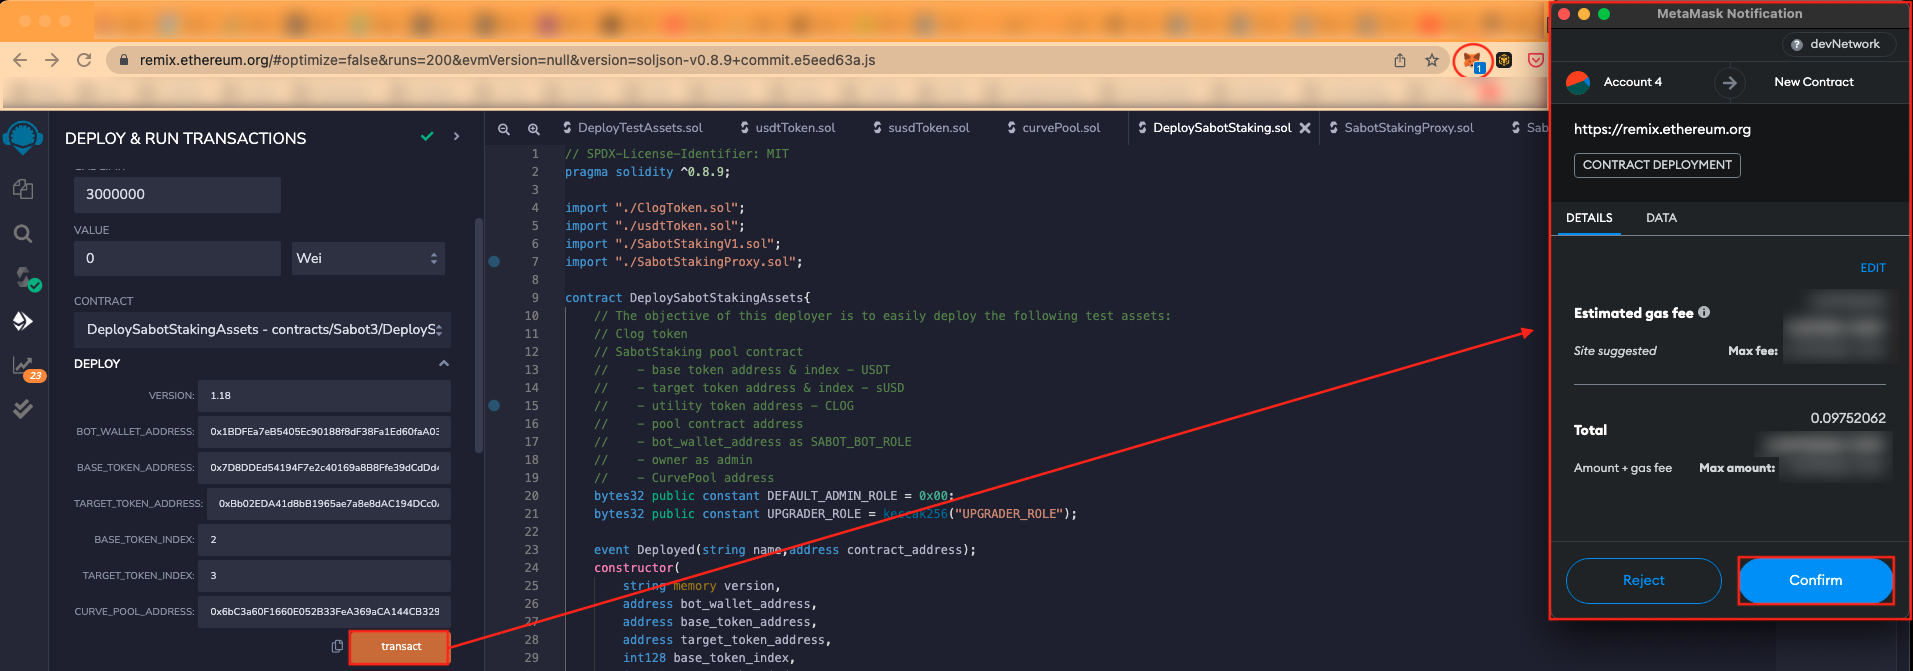 MetaMask Notification
remix.ethereum.org/#optimize=false&runs=200&evmVersion=null&version=soljson-v0.8.9+commit.e5eed63a.js
1
DEPLOY & RUN TRANSACTIONS
3000000
VALUE
0
Wei
CONTRACT
DeploySabotStakingAssets - contracts/Sabot3/DeployS
DEPLOY
23
VERSION: 1.18
BOT_WALLET_ADDRESS: 0x1BDFEa7eB5405Ec90188f8dF38Fa1Ed60faA03
BASE_TOKEN_ADDRESS: 0x7D8DDEd54194F7e2c40169a8B8Ffe39dCdDd4
TARGET_TOKEN_ADDRESS: 0xBb02EDA41d8bB1965ae7a8e8dAC194DCc0
BASE_TOKEN_INDEX: 2
TARGET_TOKEN_INDEX: 3
CURVE_POOL_ADDRESS: 0x6bC3a60F1660E052B33FeA369aCA144CB329
transact
DeployTestAssets.sol usdtToken.sol susdToken.sol curvePool.sol DeploySabotStaking.sol SabotStakingProxy.sol Sab
1 // SPDX-License-Identifier: MIT
2 pragma solidity ^0.8.9;
3
4 import "./ClogToken.sol";
5 import "./usdtToken.sol";
6 import "./SabotStakingV1.sol";
7 import "./SabotStakingProxy.sol";
8
9 contract DeploySabotStakingAssets{
10 // The objective of this deployer is to easily deploy the following test assets:
11 // Clog token
12 // SabotStaking pool contract
13 // - base token address & index - USDT
14 // - target token address & index - sUSD
15 // - utility token address - CLOG
16 // - pool contract address
17 // - bot_wallet_address as SABOT_BOT_ROLE
18 // - owner as admin
19 // - CurvePool address
20 bytes32 public constant DEFAULT_ADMIN_ROLE = 0x00;
21 bytes32 public constant UPGRADER_ROLE = keccak256("UPGRADER_ROLE");
22
23 event Deployed(string name,address contract_address);
24 constructor(
25 string memory version,
26 address bot_wallet_address,
27 address base_token_address,
28 address target_token_address,
29 int128 base_token_index,
devNetwork
Account 4
New Contract
https://remix.ethereum.org
CONTRACT DEPLOYMENT
DETAILS DATA
EDIT
Estimated gas fee
Site suggested Max fee:
0.09752062
Total
Amount + gas fee Max amount:
Reject Confirm